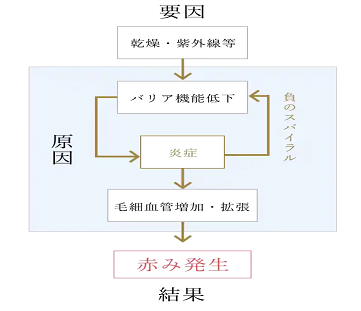 要因
乾燥・紫外線等
バリア機能低下
負のスパイラル
原因
炎症
毛細血管増加・拡張
赤み発生
結果